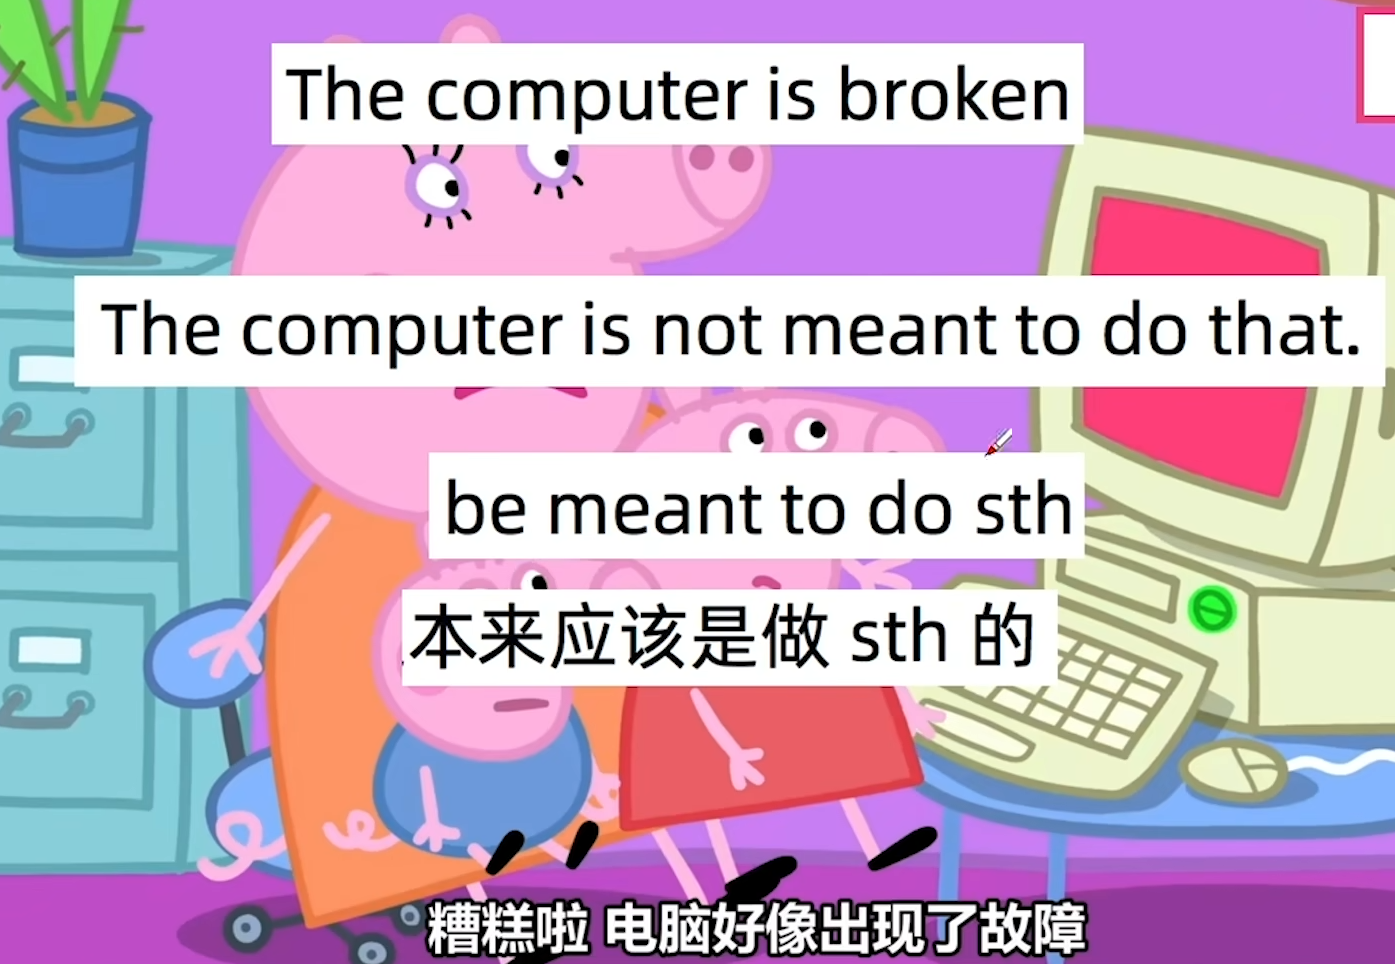 The computer is broken
The computer is not meant to do that.
be meant to do sth
本来应该是做 sth 的
糟糕啦 电脑好像出现了故障